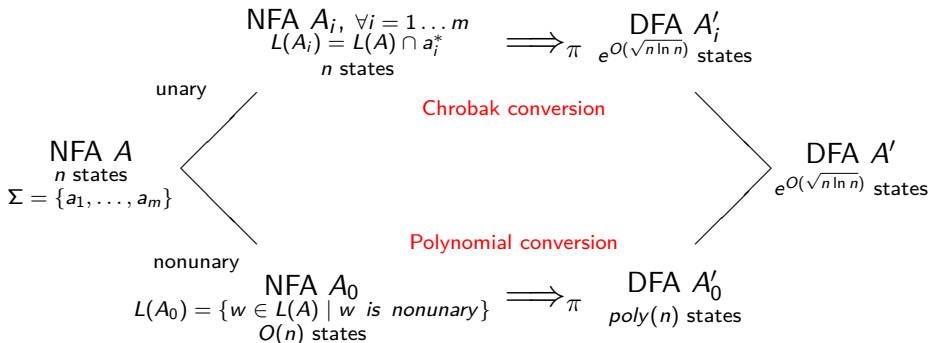 NFA A_i, ∀i = 1 … m
L(A_i) = L(A) ∩ a_i^*
n states
⟹_π
DFA A'_i
e^{O(√(n ln n))} states
unary
Chrobak conversion
NFA A
n states
Σ = {a_1, …, a_m}
DFA A'
e^{O(√(n ln n))} states
nonunary
Polynomial conversion
NFA A_0
L(A_0) = {w ∈ L(A) | w is nonunary}
O(n) states
⟹_π
DFA A'_0
poly(n) states